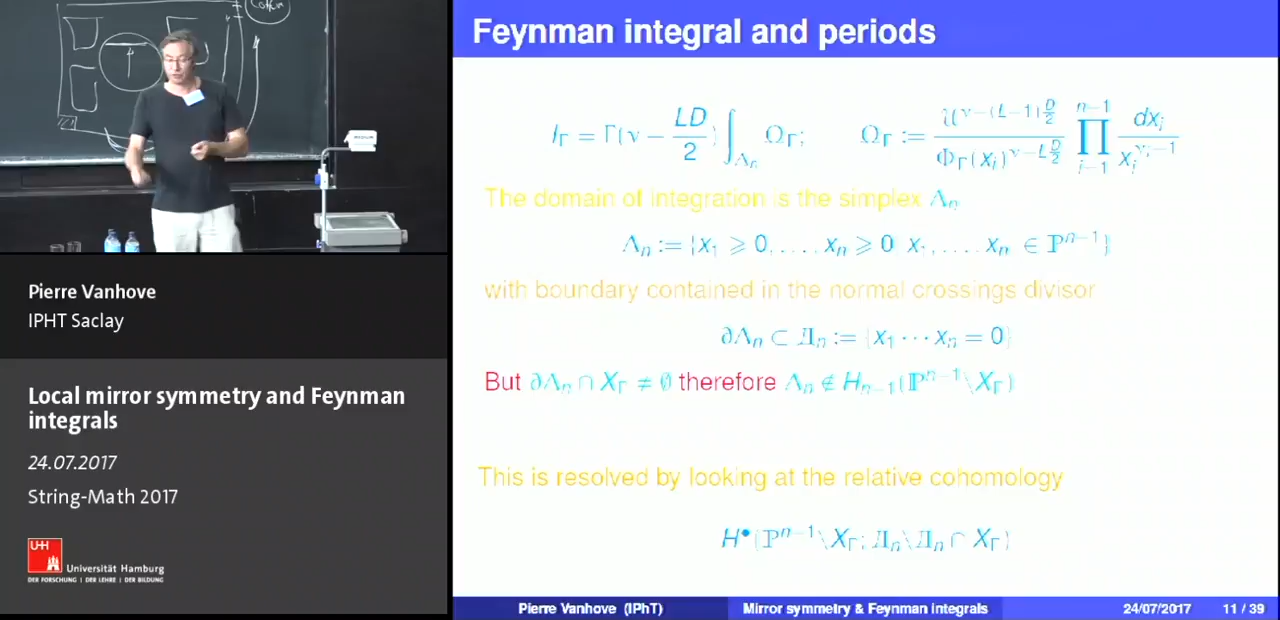 Coffin
Feynman integral and periods
I_Γ = Γ(ν − LD/2) ∫_{Δ_n} Ω_Γ; Ω_Γ := U^{ν−(L−1)D/2} / Φ_Γ(x_i)^{ν−LD/2} ∏_{i=1}^{n−1} dx_i / x_i^{ν_i−1}
The domain of integration is the simplex Δ_n
Δ_n := {x_1 ⩾ 0, . . . , x_n ⩾ 0 x_1, . . . , x_n ∈ ℙ^{n−1}}
with boundary contained in the normal crossings divisor
∂Δ_n ⊂ Д_n := {x_1 · · · x_n = 0}
But ∂Δ_n ∩ X_Γ ≠ ∅ therefore Δ_n ∉ H_{n−1}(ℙ^{n−1}\X_Γ)
This is resolved by looking at the relative cohomology
H^•(ℙ^{n−1}\X_Γ; Д_n\Д_n ∩ X_Γ)
Pierre Vanhove (IPhT) Mirror symmetry & Feynman integrals 24/07/2017 11 / 39
Pierre Vanhove
IPHT Saclay
Local mirror symmetry and Feynman
integrals
24.07.2017
String-Math 2017
UHH
Universität Hamburg
DER FORSCHUNG | DER LEHRE | DER BILDUNG